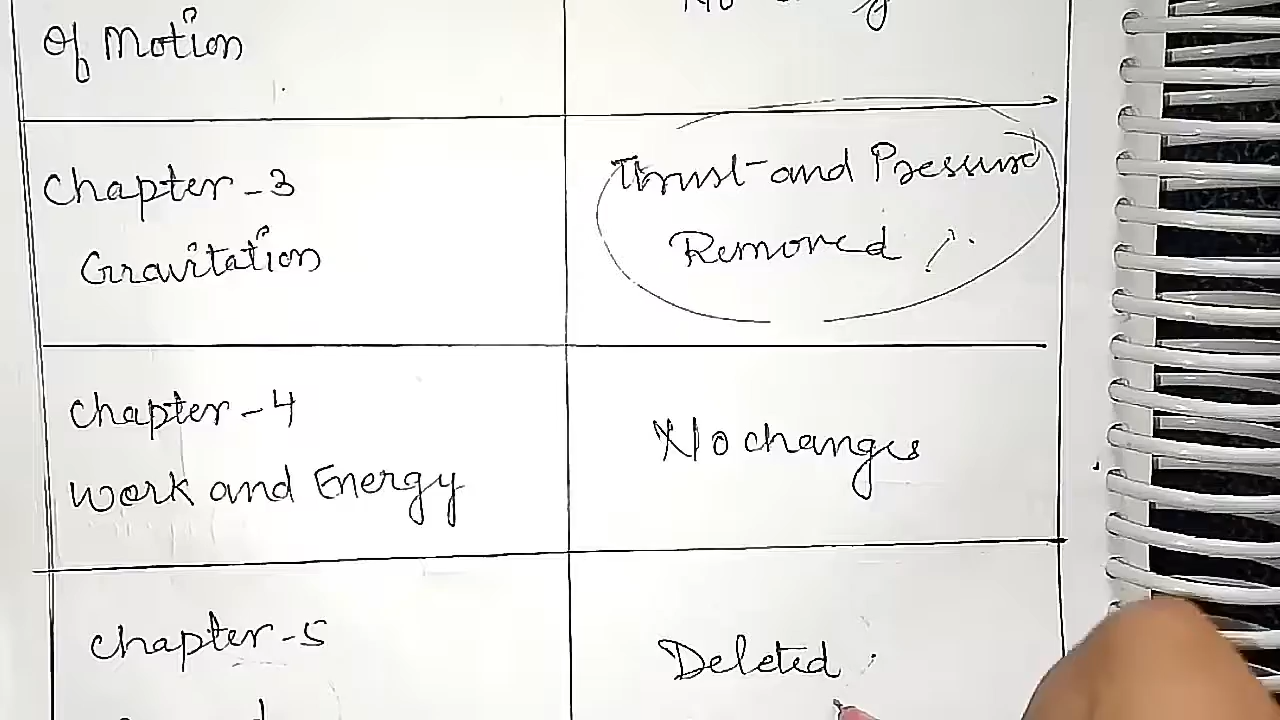 Of Motion
Chapter-3
Gravitation
Thrust and Pressure
Removed
Chapter-4
Work and Energy
No changes
Chapter-5
Deleted